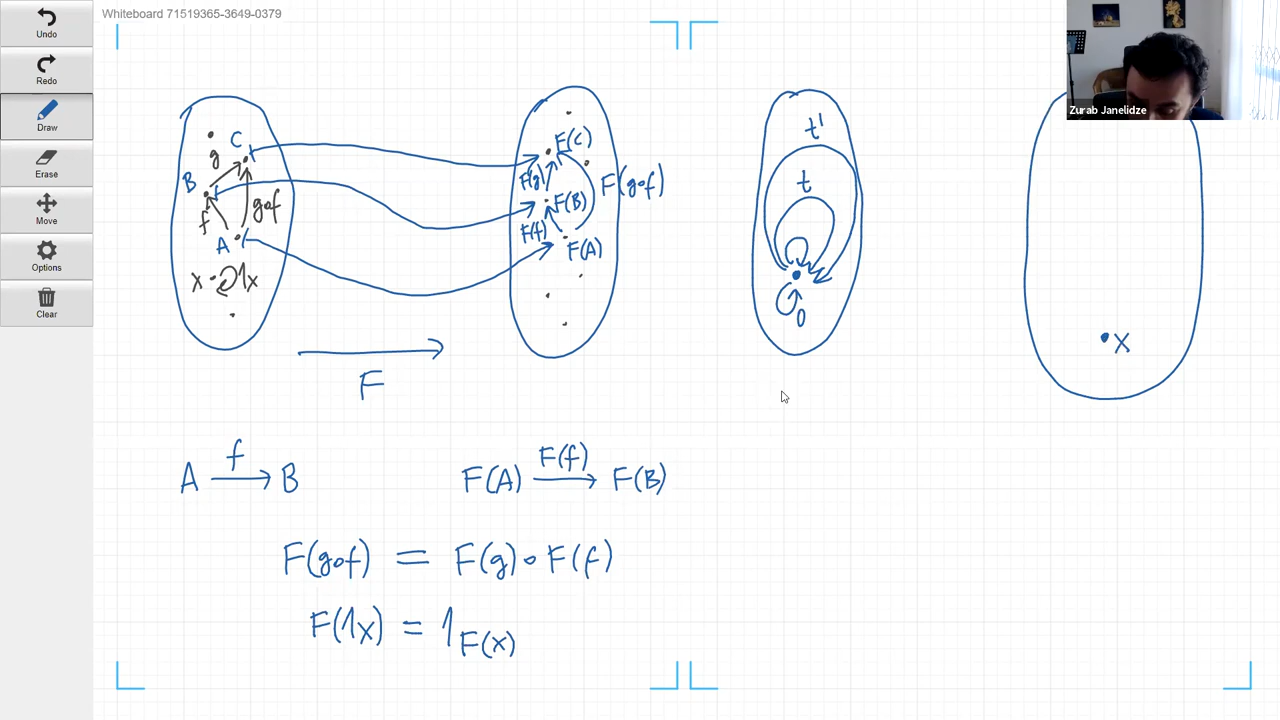 Whiteboard 71519365-3649-0379
Undo
Redo
Draw
Erase
Move
Options
Clear
Zurab Janelidze
C
g
B
f
g∘f
A
x
1x
F(C)
F(g)
F(g∘f)
F(B)
F(f)
F(A)
F
t'
t
0
x
A f→ B
F(A) F(f)→ F(B)
F(g∘f) = F(g)∘F(f)
F(1x) = 1F(x)